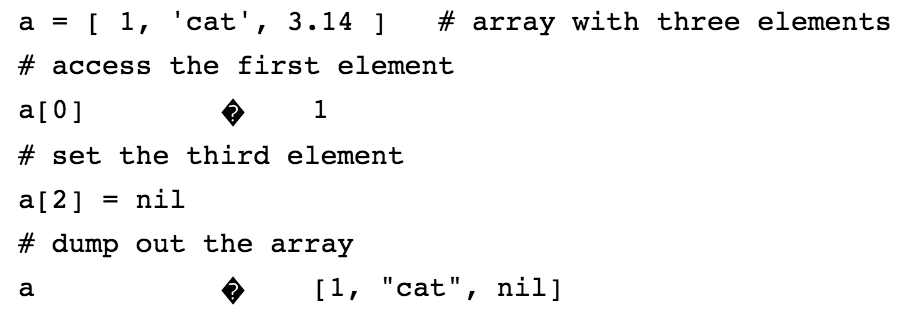 a = [ 1, 'cat', 3.14 ]   # array with three elements
# access the first element
a[0]        �    1
# set the third element
a[2] = nil
# dump out the array
a           �    [1, "cat", nil]